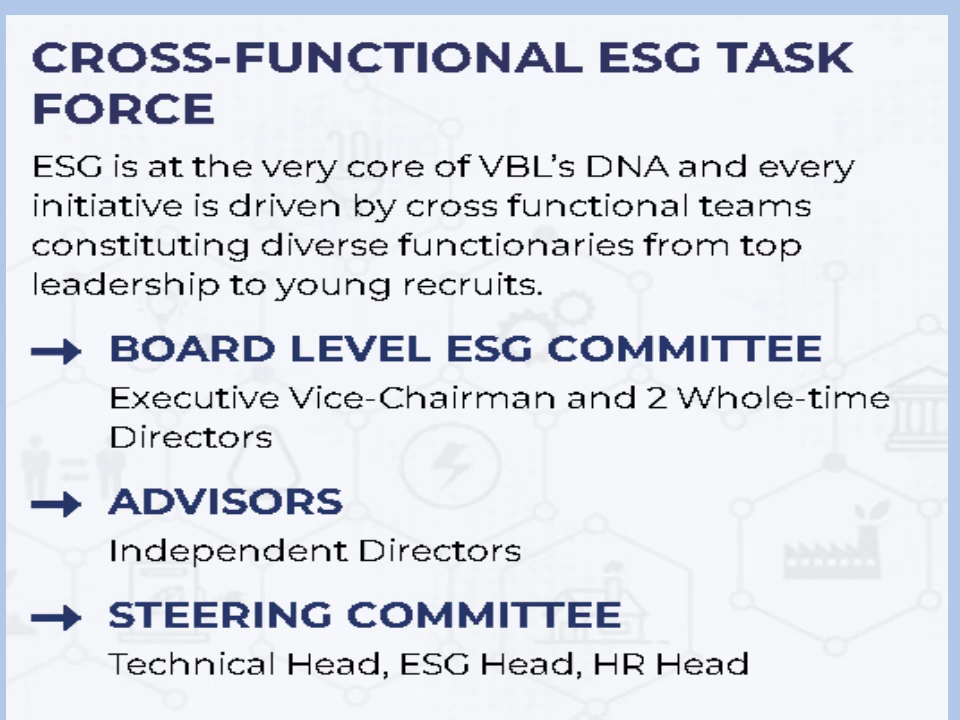 CROSS-FUNCTIONAL ESG TASK
FORCE
ESG is at the very core of VBL’s DNA and every
initiative is driven by cross functional teams
constituting diverse functionaries from top
leadership to young recruits.
BOARD LEVEL ESG COMMITTEE
Executive Vice-Chairman and 2 Whole-time
Directors
ADVISORS
Independent Directors
STEERING COMMITTEE
Technical Head, ESG Head, HR Head